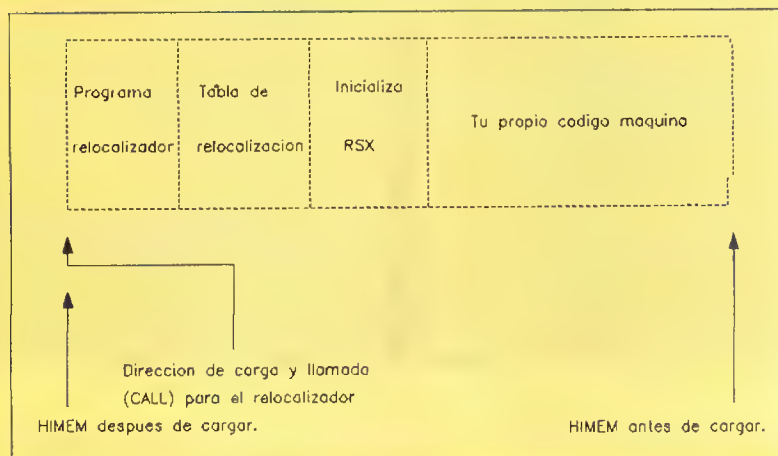 Programa
relocalizador
Tabla de
relocalizacion
Inicializa
RSX
Tu propio codigo maquina
Direccion de carga y llamada
(CALL) para el relocalizador
HIMEM despues de cargar.
HIMEM antes de cargar.